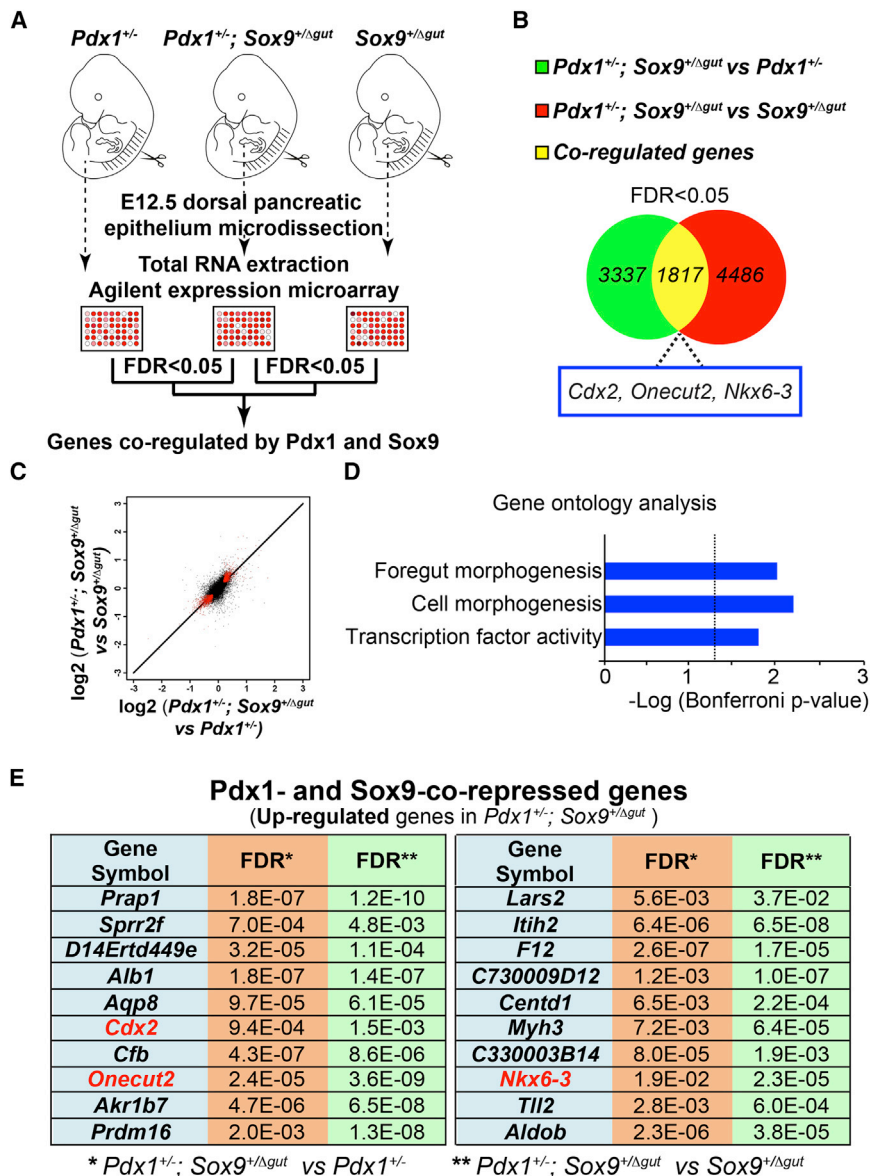 A
Pdx1+/-
Pdx1+/-; Sox9+/Δgut
Sox9+/Δgut
E12.5 dorsal pancreatic
epithelium microdissection
Total RNA extraction
Agilent expression microarray
FDR<0.05
FDR<0.05
Genes co-regulated by Pdx1 and Sox9
B
Pdx1+/-; Sox9+/Δgut vs Pdx1+/-
Pdx1+/-; Sox9+/Δgut vs Sox9+/Δgut
Co-regulated genes
FDR<0.05
3337 1817 4486
Cdx2, Onecut2, Nkx6-3
C
log2 (Pdx1+/-; Sox9+/Δgut
vs Sox9+/Δgut)
3
2
1
0
-1
-2
-3
-3 -2 -1 0 1 2 3
log2 (Pdx1+/-; Sox9+/Δgut
vs Pdx1+/-)
D
Gene ontology analysis
Foregut morphogenesis
Cell morphogenesis
Transcription factor activity
0 1 2 3
-Log (Bonferroni p-value)
E
Pdx1- and Sox9-co-repressed genes
(Up-regulated genes in Pdx1+/-; Sox9+/Δgut )
Gene
Symbol FDR* FDR**
Prap1 1.8E-07 1.2E-10
Sprr2f 7.0E-04 4.8E-03
D14Ertd449e 3.2E-05 1.1E-04
Alb1 1.8E-07 1.4E-07
Aqp8 9.7E-05 6.1E-05
Cdx2 9.4E-04 1.5E-03
Cfb 4.3E-07 8.6E-06
Onecut2 2.4E-05 3.6E-09
Akr1b7 4.7E-06 6.5E-08
Prdm16 2.0E-03 1.3E-08
Gene
Symbol FDR* FDR**
Lars2 5.6E-03 3.7E-02
Itih2 6.4E-06 6.5E-08
F12 2.6E-07 1.7E-05
C730009D12 1.2E-03 1.0E-07
Centd1 6.5E-03 2.2E-04
Myh3 7.2E-03 6.4E-05
C330003B14 8.0E-05 1.9E-03
Nkx6-3 1.9E-02 2.3E-05
Tll2 2.8E-03 6.0E-04
Aldob 2.3E-06 3.8E-05
* Pdx1+/-; Sox9+/Δgut vs Pdx1+/-
** Pdx1+/-; Sox9+/Δgut vs Sox9+/Δgut